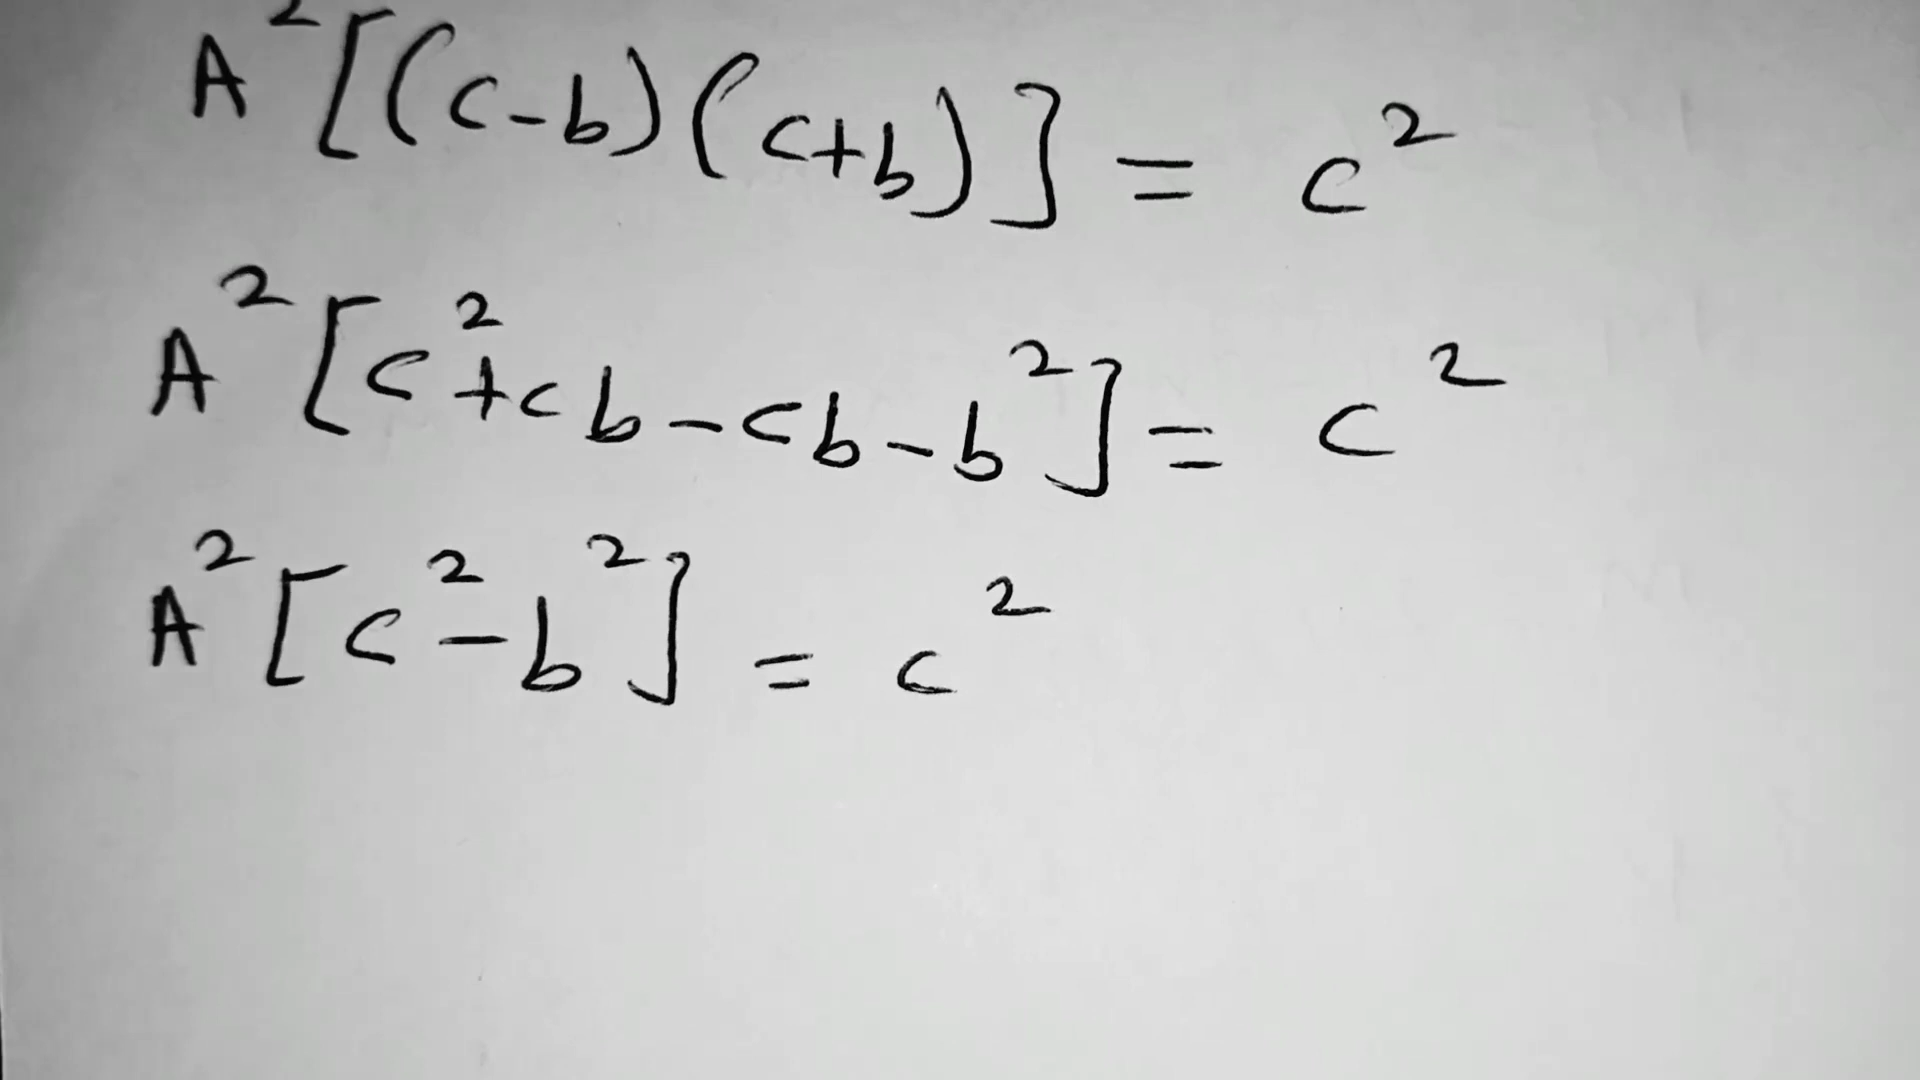 A²[(c-b)(c+b)] = c²
A²[c²+cb-cb-b²] = c²
A²[c²-b²] = c²